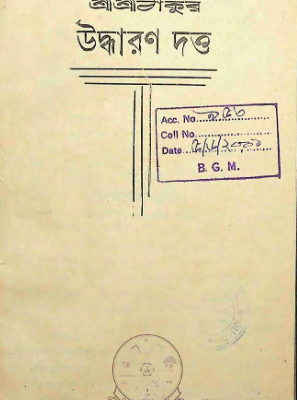 শ্রীশ্রীঠাকুর
উদ্ধারণ দত্ত
Acc. No.
Call No.
Date
B. G. M.